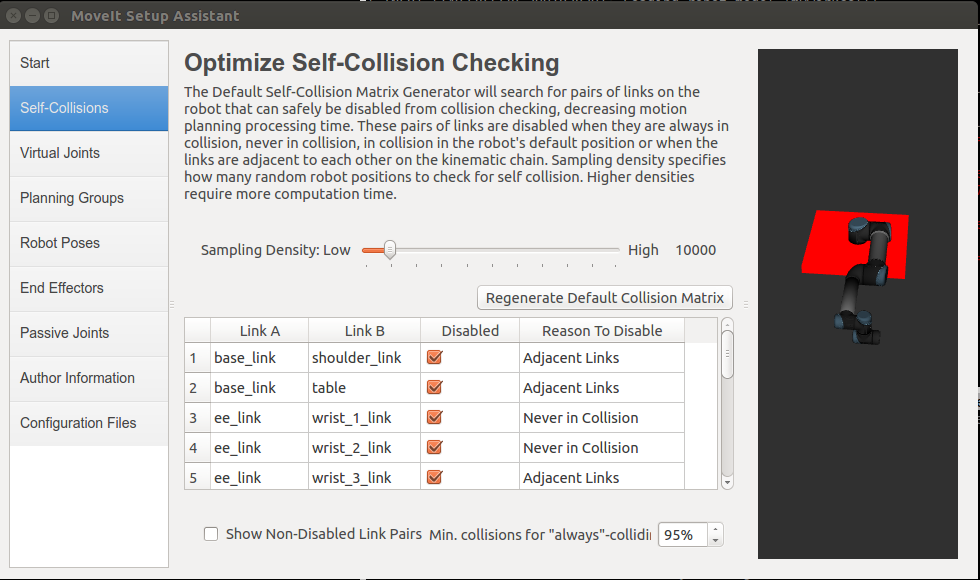 MoveIt Setup Assistant
Start
Self-Collisions
Virtual Joints
Planning Groups
Robot Poses
End Effectors
Passive Joints
Author Information
Configuration Files
Optimize Self-Collision Checking
The Default Self-Collision Matrix Generator will search for pairs of links on the
robot that can safely be disabled from collision checking, decreasing motion
planning processing time. These pairs of links are disabled when they are always in
collision, never in collision, in collision in the robot's default position or when the
links are adjacent to each other on the kinematic chain. Sampling density specifies
how many random robot positions to check for self collision. Higher densities
require more computation time.
Sampling Density: Low High 10000
Regenerate Default Collision Matrix
Link A Link B Disabled Reason To Disable
1 base_link shoulder_link Adjacent Links
2 base_link table Adjacent Links
3 ee_link wrist_1_link Never in Collision
4 ee_link wrist_2_link Never in Collision
5 ee_link wrist_3_link Adjacent Links
Show Non-Disabled Link Pairs Min. collisions for "always"-collidi 95%